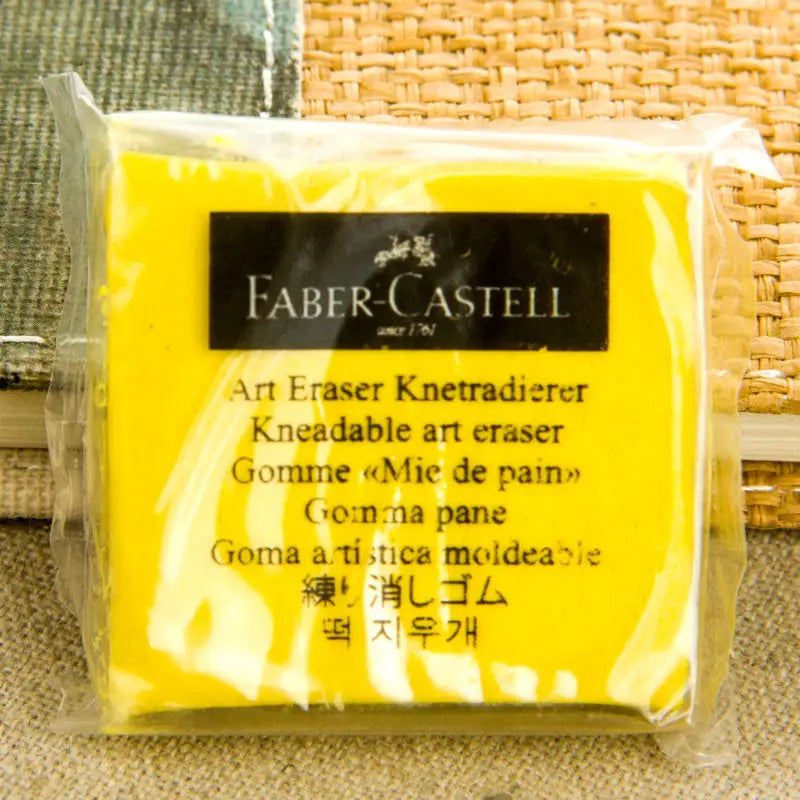 FABER-CASTELL
since 1761
Art Eraser Knetradierer
Kneadable art eraser
Gomme «Mie de pain»
Gomma pane
Goma artística moldeable
練り消しゴム
떡 지우개